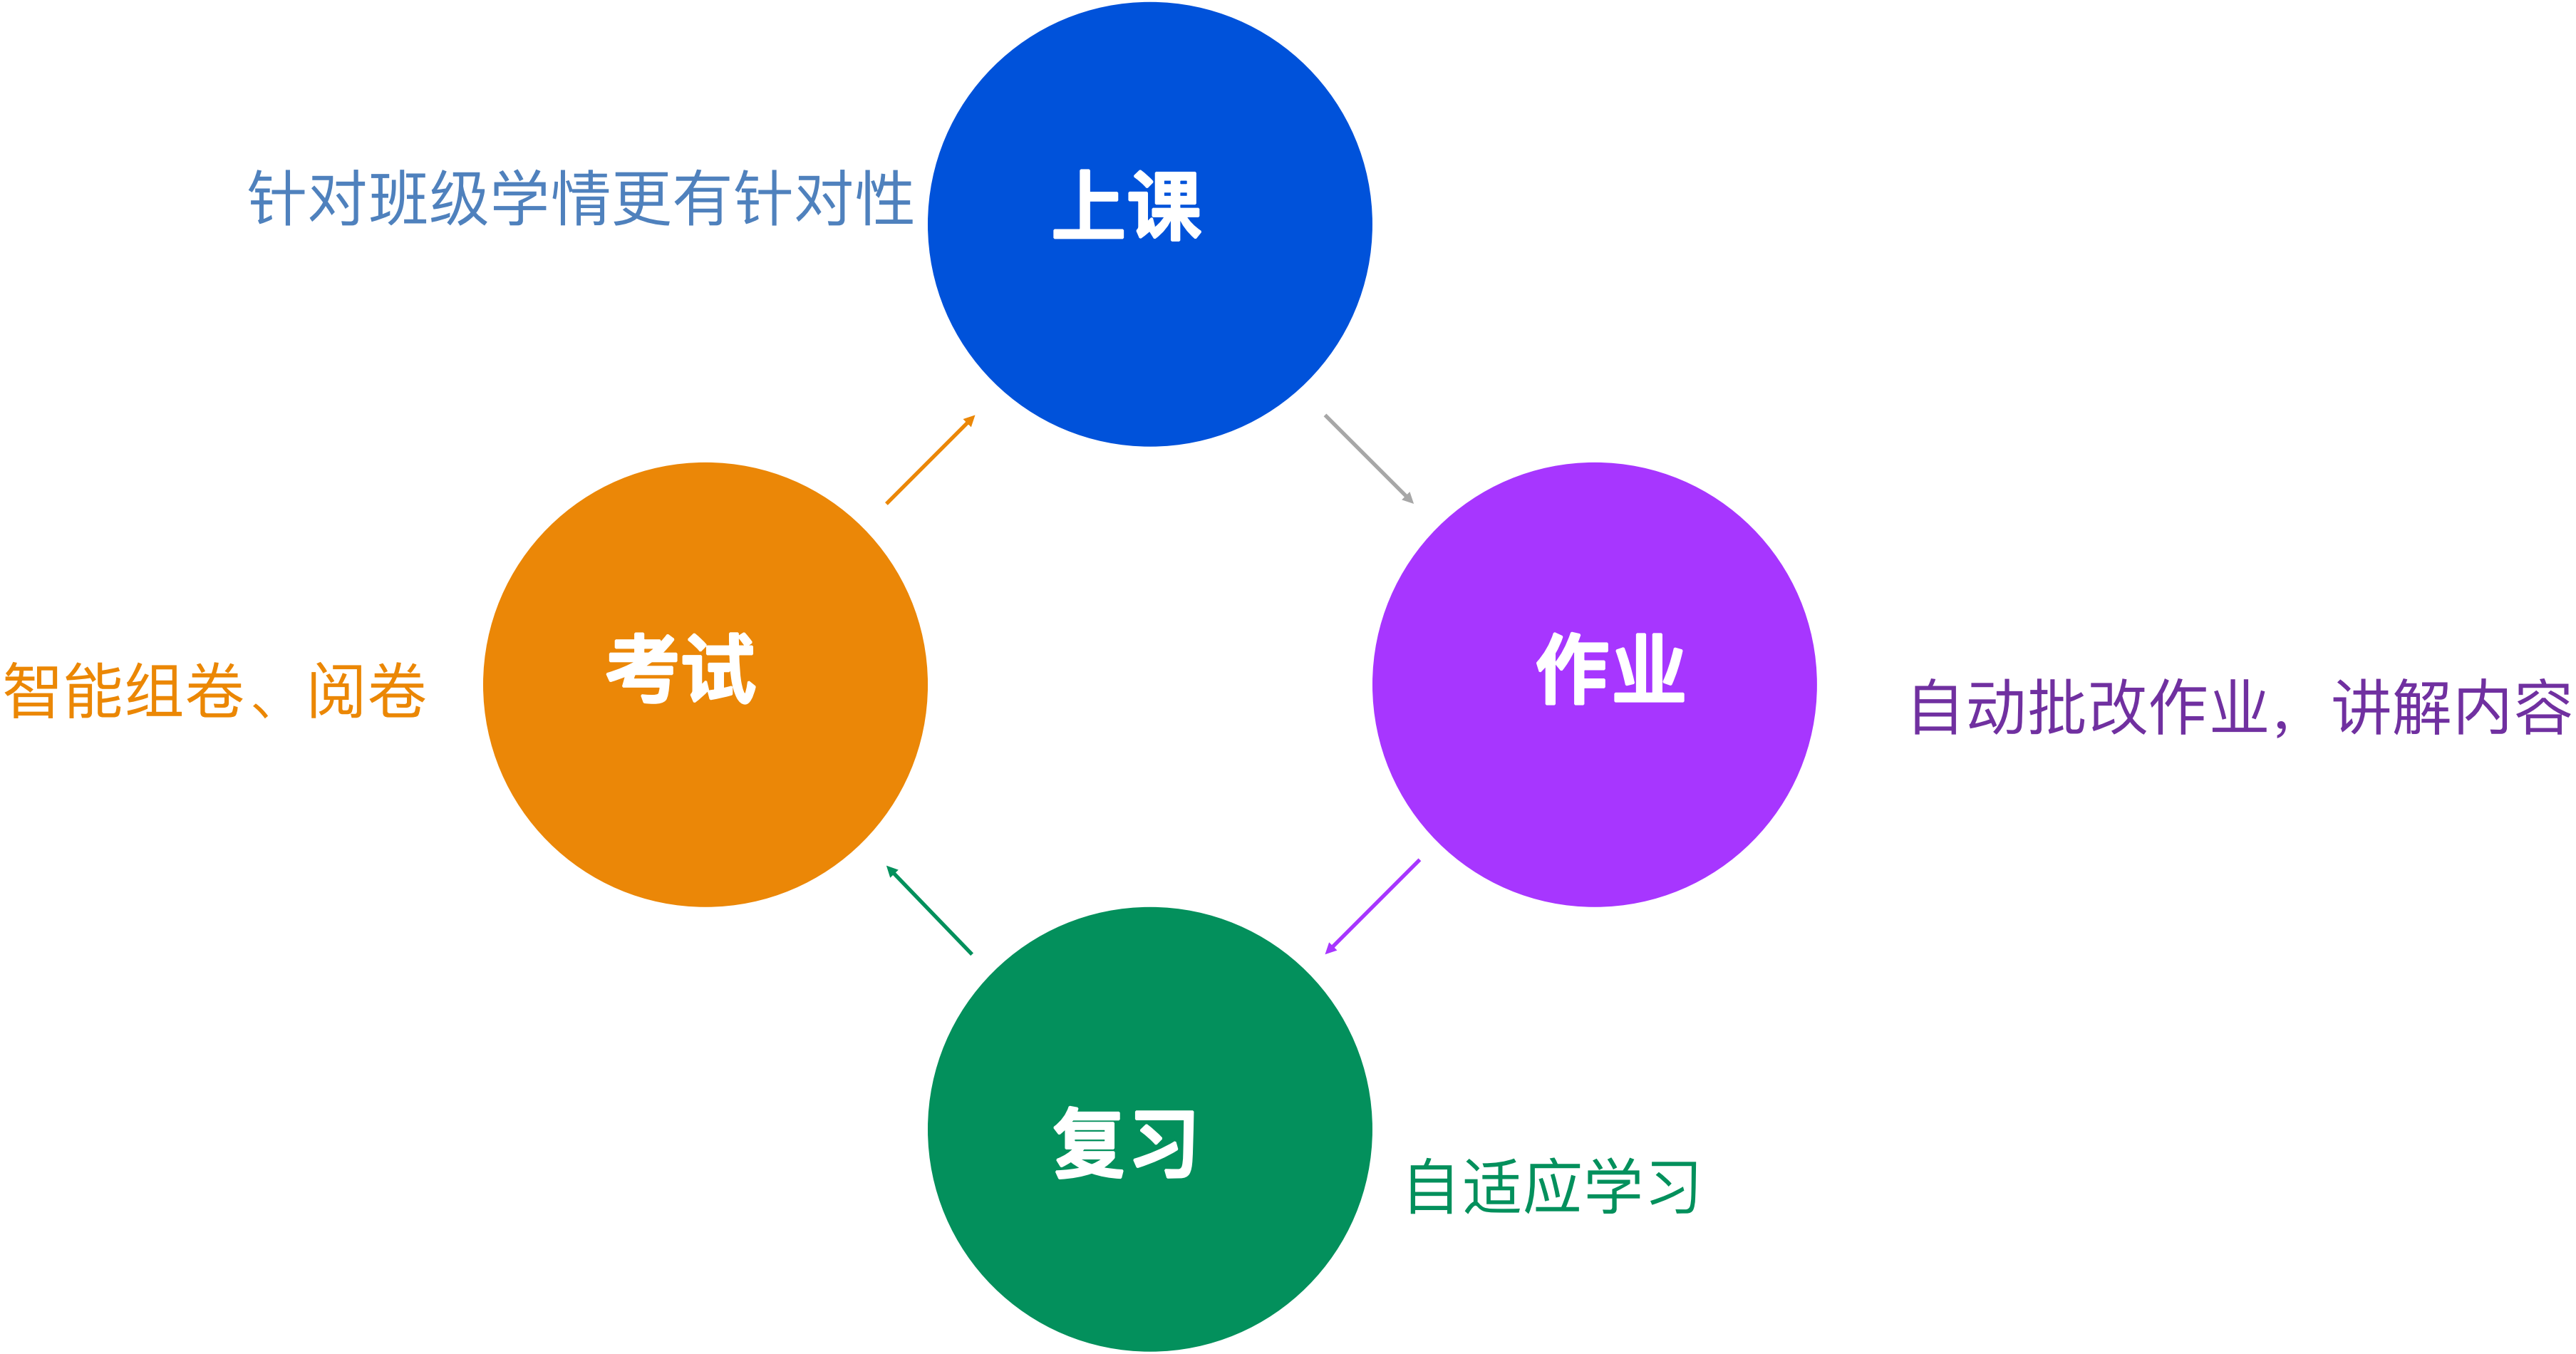 上课
针对班级学情更有针对性
考试
智能组卷、阅卷
作业
自动批改作业，讲解内容
复习
自适应学习